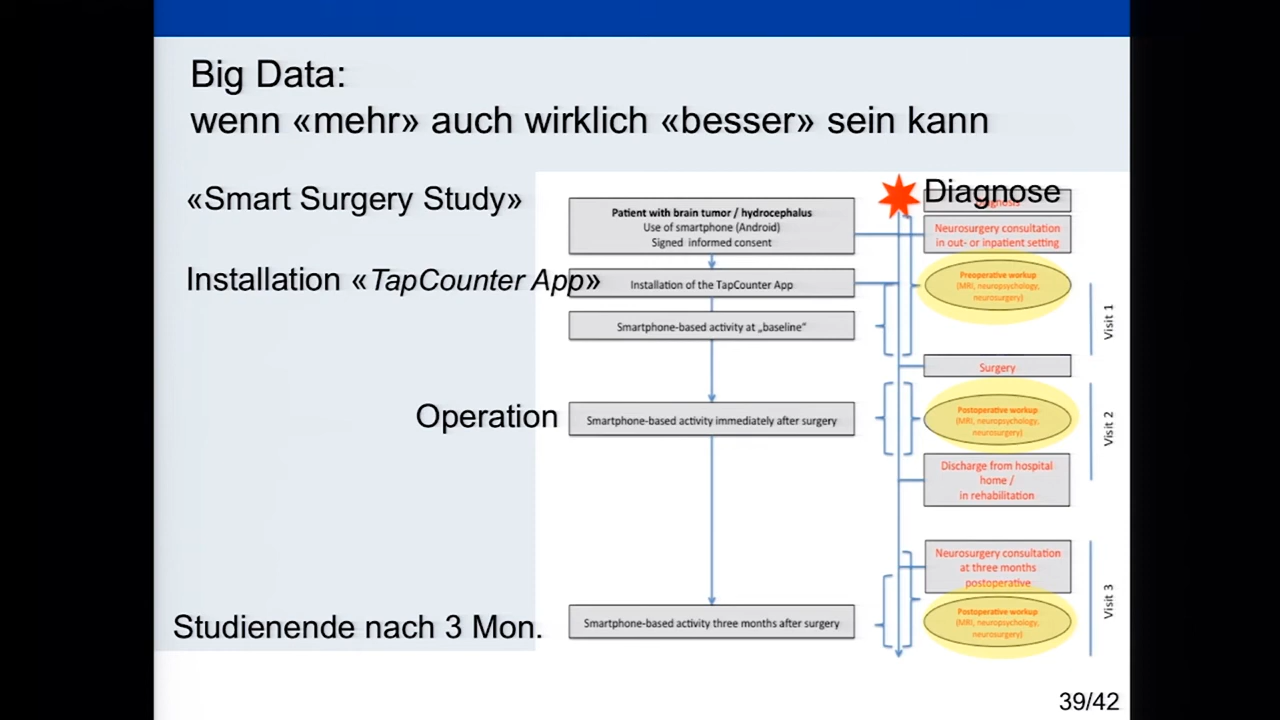 Big Data:
wenn «mehr» auch wirklich «besser» sein kann
«Smart Surgery Study»
Diagnose
Patient with brain tumor / hydrocephalus
Use of smartphone (Android)
Signed informed consent
Neurosurgery consultation
in out- or inpatient setting
Installation «TapCounter App»
Installation of the TapCounter App
Preoperative workup
(MRI, neuropsychology,
neurosurgery)
Smartphone-based activity at „baseline“
Visit 1
Surgery
Operation
Smartphone-based activity immediately after surgery
Postoperative workup
(MRI, neuropsychology,
neurosurgery)
Visit 2
Discharge from hospital
home /
in rehabilitation
Neurosurgery consultation
at three months
postoperative
Studienende nach 3 Mon.
Smartphone-based activity three months after surgery
Postoperative workup
(MRI, neuropsychology,
neurosurgery)
Visit 3
39/42